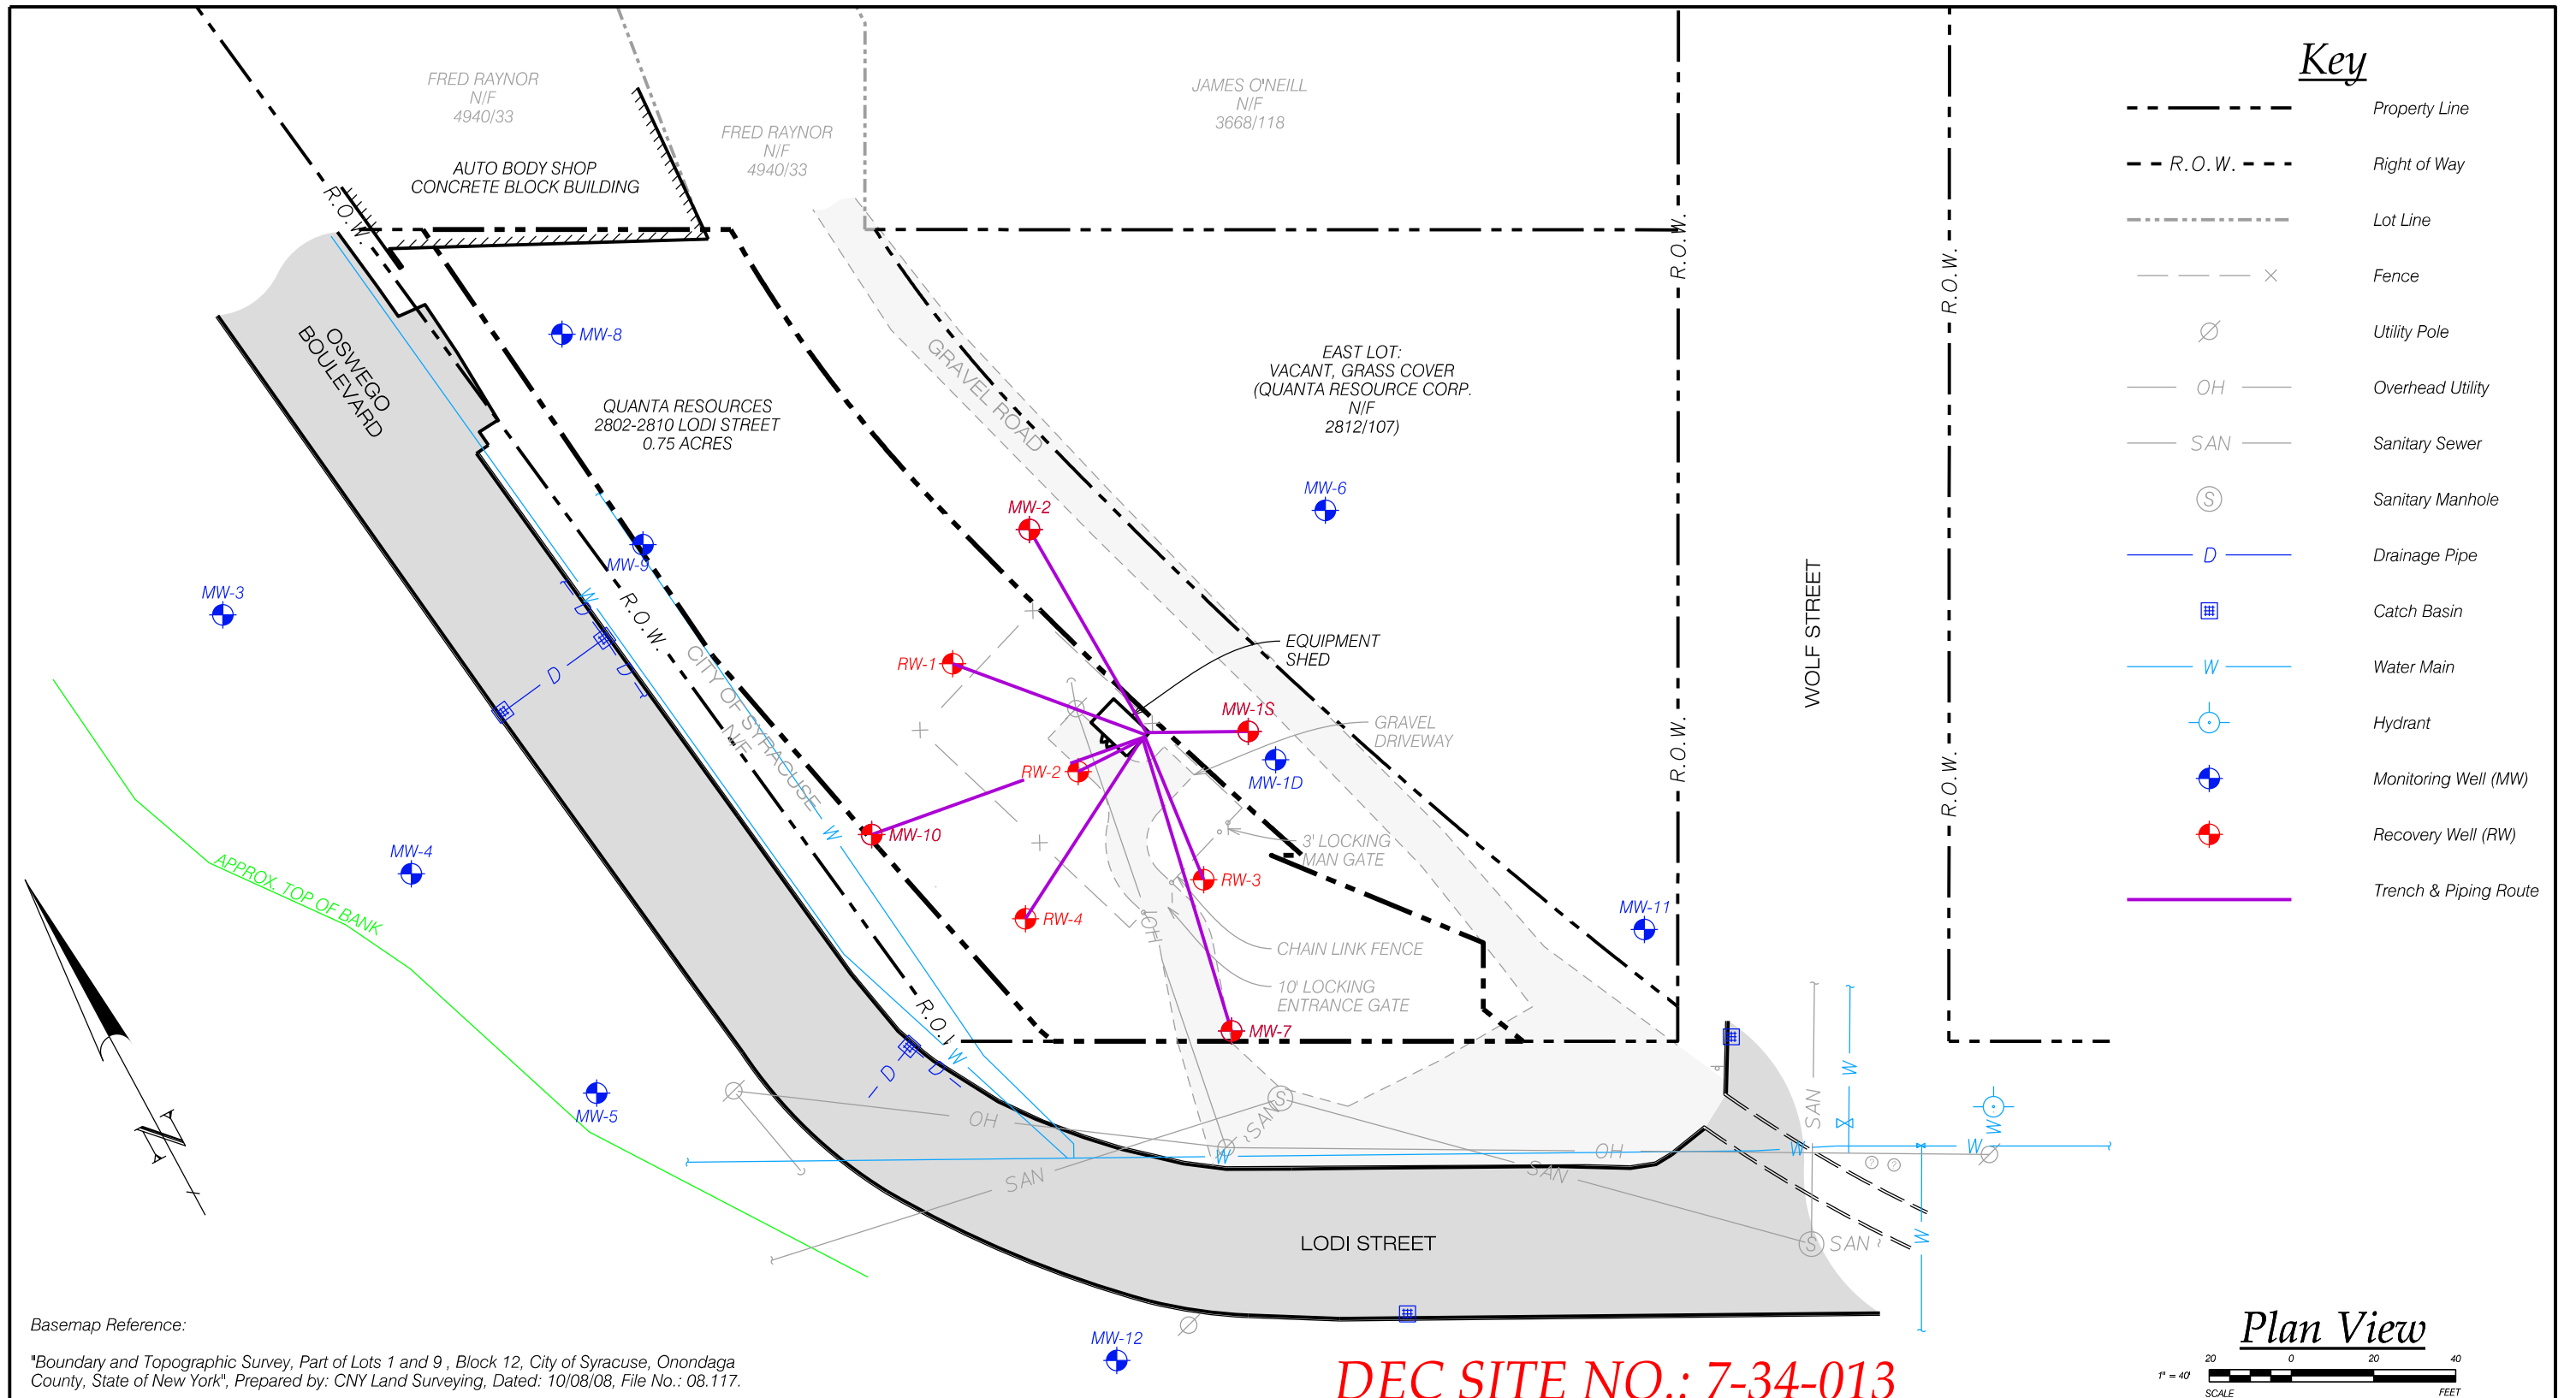 FRED RAYNOR
N/F
4940/33
FRED RAYNOR
N/F
4940/33
JAMES O'NEILL
N/F
3668/118
AUTO BODY SHOP
CONCRETE BLOCK BUILDING
R.O.W.
R.O.W.
R.O.W.
OSWEGO
BOULEVARD
MW-8
GRAVEL ROAD
EAST LOT:
VACANT, GRASS COVER
(QUANTA RESOURCE CORP.
N/F
2812/107)
QUANTA RESOURCES
2802-2810 LODI STREET
0.75 ACRES
MW-6
MW-2
MW-9
MW-3
W
D
D
D
R.O.W.
CITY OF SYRACUSE
N/F
RW-1
EQUIPMENT
SHED
WOLF STREET
MW-1S
GRAVEL
DRIVEWAY
R.O.W.
R.O.W.
RW-2
MW-1D
W
MW-10
3' LOCKING
MAN GATE
MW-4
APPROX. TOP OF BANK
RW-3
RW-4
OH
MW-11
CHAIN LINK FENCE
10' LOCKING
ENTRANCE GATE
R.O.
MW-7
W
D
D
MW-5
OH
SAN
S
SAN
W
W
W
OH
W
W
SAN
SAN
W
S
SAN
LODI STREET
MW-12
N
Key
Property Line
R.O.W.
Right of Way
Lot Line
Fence
Utility Pole
OH
Overhead Utility
SAN
Sanitary Sewer
S
Sanitary Manhole
D
Drainage Pipe
Catch Basin
W
Water Main
Hydrant
Monitoring Well (MW)
Recovery Well (RW)
Trench & Piping Route
Basemap Reference:
"Boundary and Topographic Survey, Part of Lots 1 and 9 , Block 12, City of Syracuse, Onondaga
County, State of New York", Prepared by: CNY Land Surveying, Dated: 10/08/08, File No.: 08.117.
DEC SITE NO.: 7-34-013
Plan View
20 0 20 40
1" = 40'
SCALE FEET